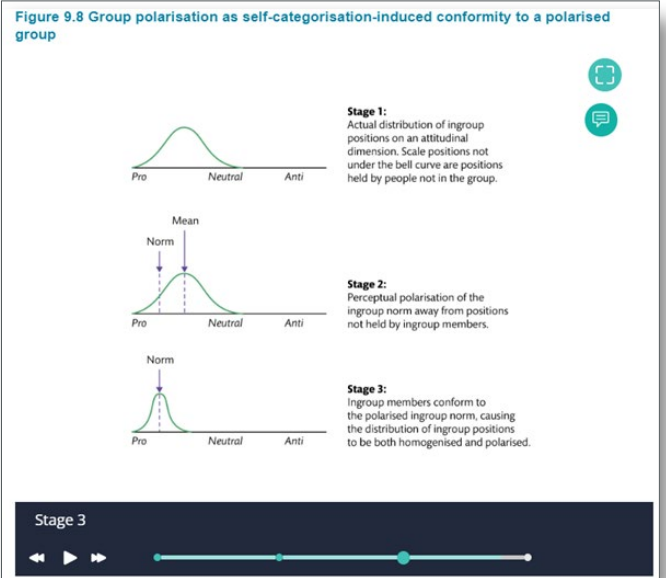 Figure 9.8 Group polarisation as self-categorisation-induced conformity to a polarised
group
Stage 1:
Actual distribution of ingroup
positions on an attitudinal
dimension. Scale positions not
under the bell curve are positions
held by people not in the group.
Pro Neutral Anti
Mean
Norm
Stage 2:
Perceptual polarisation of the
ingroup norm away from positions
not held by ingroup members.
Pro Neutral Anti
Norm
Stage 3:
Ingroup members conform to
the polarised ingroup norm, causing
the distribution of ingroup positions
to be both homogenised and polarised.
Pro Neutral Anti
Stage 3